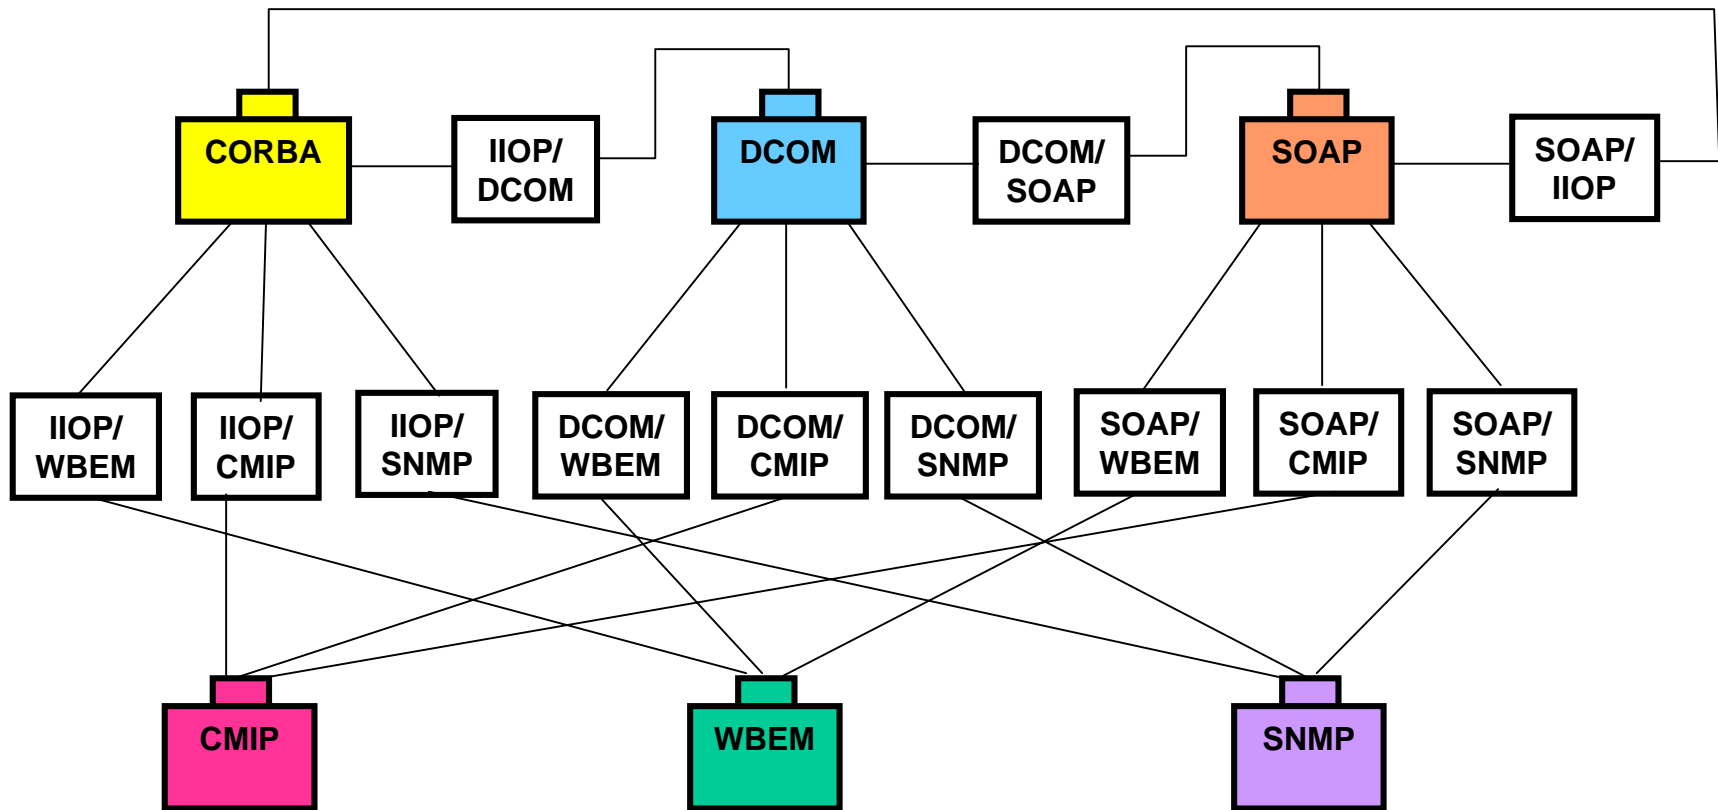 CORBA
IIOP/
DCOM
DCOM
DCOM/
SOAP
SOAP
SOAP/
IIOP
IIOP/
WBEM
IIOP/
CMIP
IIOP/
SNMP
DCOM/
WBEM
DCOM/
CMIP
DCOM/
SNMP
SOAP/
WBEM
SOAP/
CMIP
SOAP/
SNMP
CMIP
WBEM
SNMP